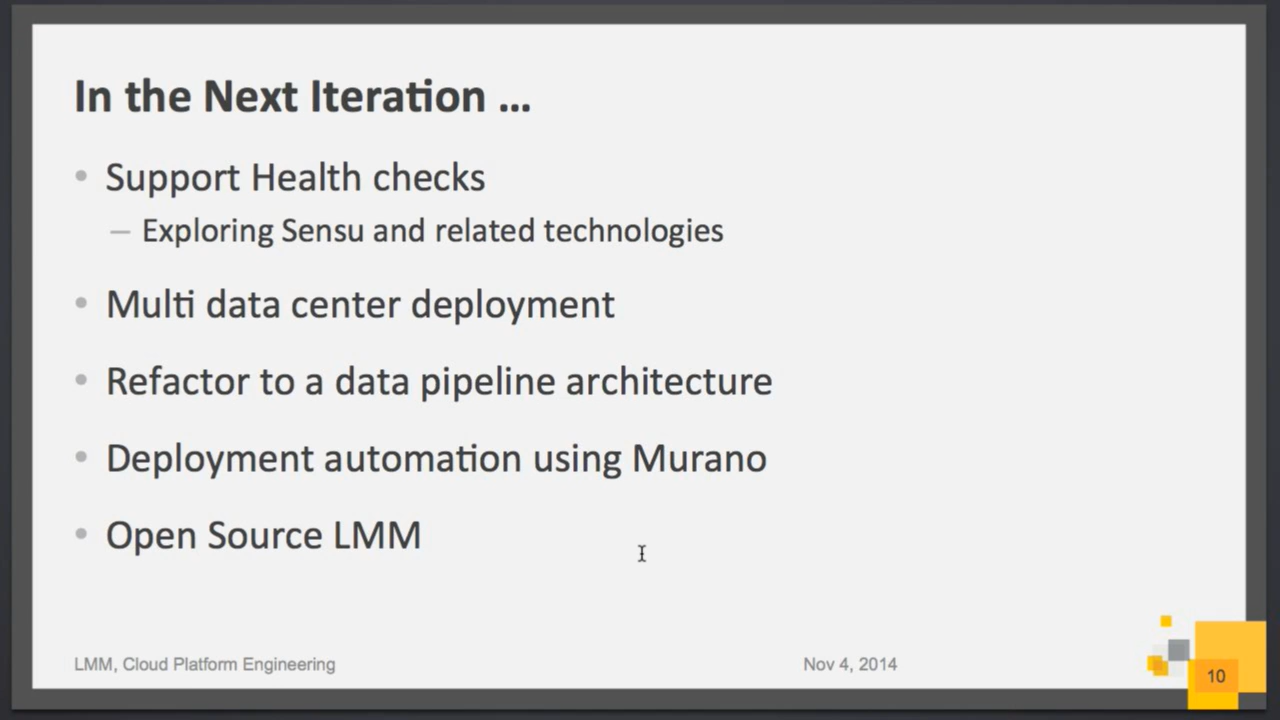 In the Next Iteration ...
• Support Health checks
– Exploring Sensu and related technologies
• Multi data center deployment
• Refactor to a data pipeline architecture
• Deployment automation using Murano
• Open Source LMM
LMM, Cloud Platform Engineering
Nov 4, 2014
10